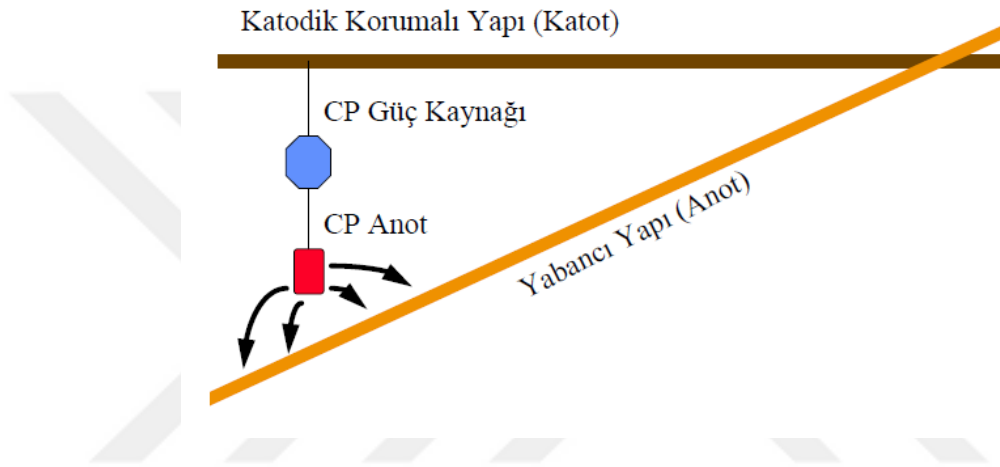 Katodik Korumalı Yapı (Katot)
CP Güç Kaynağı
CP Anot
Yabancı Yapı (Anot)